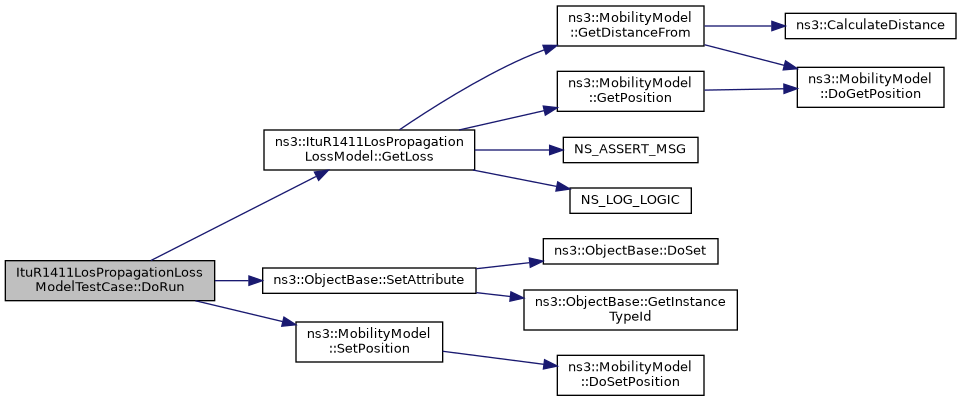 ns3::MobilityModel
::GetDistanceFrom
ns3::CalculateDistance
ns3::MobilityModel
::DoGetPosition
ns3::MobilityModel
::GetPosition
ns3::ItuR1411LosPropagation
LossModel::GetLoss
NS_ASSERT_MSG
NS_LOG_LOGIC
ItuR1411LosPropagationLoss
ModelTestCase::DoRun
ns3::ObjectBase::SetAttribute
ns3::ObjectBase::DoSet
ns3::ObjectBase::GetInstance
TypeId
ns3::MobilityModel
::SetPosition
ns3::MobilityModel
::DoSetPosition